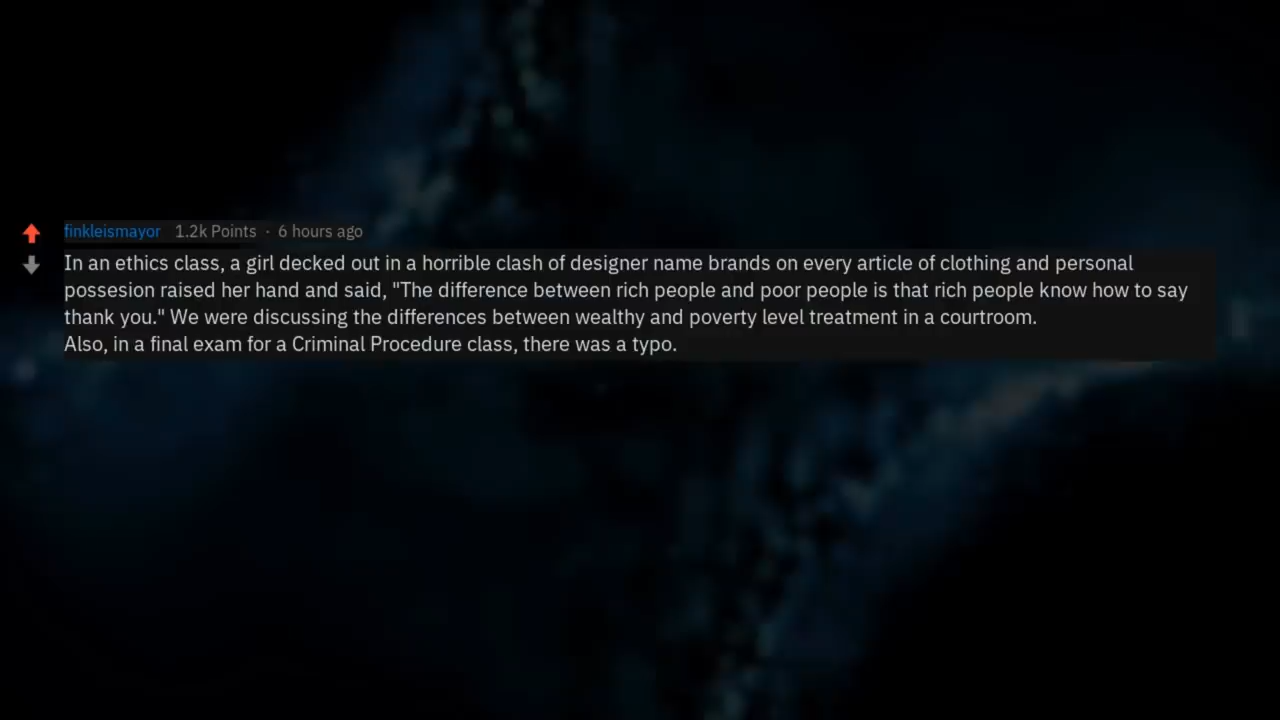 finkleismayor 1.2k Points · 6 hours ago
In an ethics class, a girl decked out in a horrible clash of designer name brands on every article of clothing and personal
possesion raised her hand and said, "The difference between rich people and poor people is that rich people know how to say
thank you." We were discussing the differences between wealthy and poverty level treatment in a courtroom.
Also, in a final exam for a Criminal Procedure class, there was a typo.